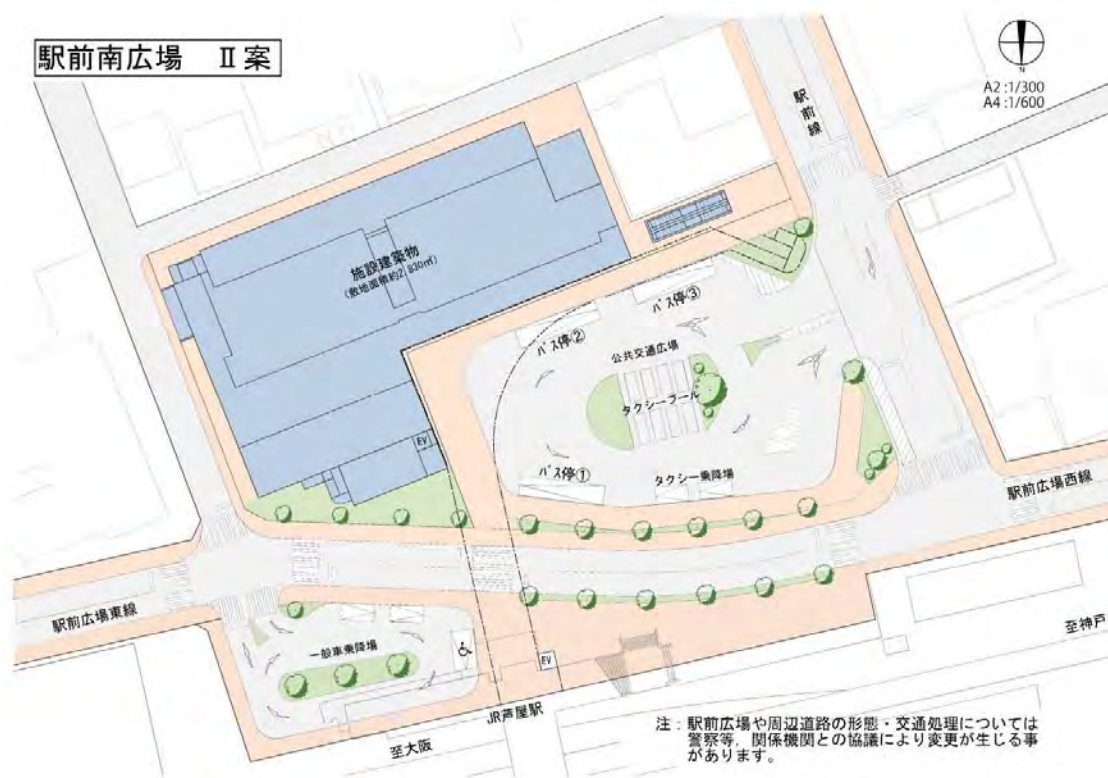 駅前南広場 Ⅱ案
N
A2:1/300
A4:1/600
駅前線
施設建築物
(敷地面積約2,830㎡)
バス停③
バス停②
公共交通広場
タクシープール
EV
バス停①
タクシー乗降場
駅前広場西線
駅前広場東線
一般車乗降場
EV
至神戸
JR芦屋駅
至大阪
注:駅前広場や周辺道路の形態・交通処理については
警察等,関係機関との協議により変更が生じる事
があります。